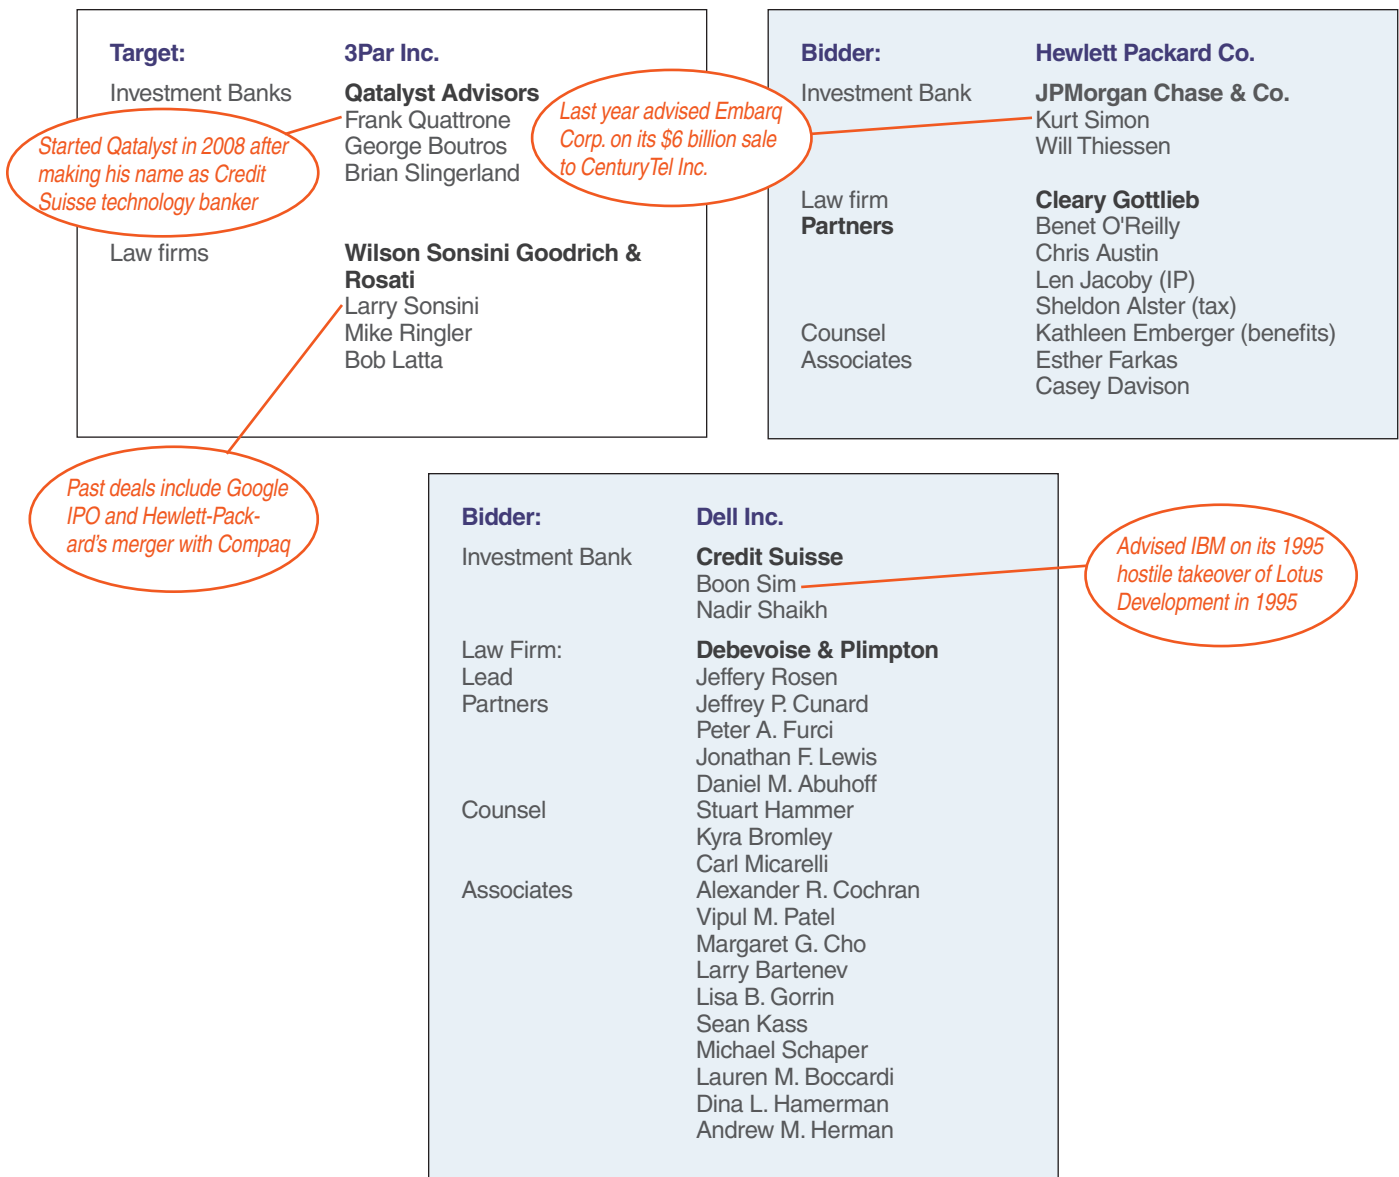 Target: 3Par Inc.
Investment Banks Qatalyst Advisors
Frank Quattrone
George Boutros
Brian Slingerland
Started Qatalyst in 2008 after
making his name as Credit
Suisse technology banker
Law firms Wilson Sonsini Goodrich &
Rosati
Larry Sonsini
Mike Ringler
Bob Latta
Past deals include Google
IPO and Hewlett-Pack-
ard's merger with Compaq
Bidder: Hewlett Packard Co.
Investment Bank JPMorgan Chase & Co.
Kurt Simon
Will Thiessen
Last year advised Embarq
Corp. on its $6 billion sale
to CenturyTel Inc.
Law firm Cleary Gottlieb
Partners Benet O'Reilly
Chris Austin
Len Jacoby (IP)
Sheldon Alster (tax)
Counsel Kathleen Emberger (benefits)
Associates Esther Farkas
Casey Davison
Bidder: Dell Inc.
Investment Bank Credit Suisse
Boon Sim
Nadir Shaikh
Advised IBM on its 1995
hostile takeover of Lotus
Development in 1995
Law Firm: Debevoise & Plimpton
Lead Jeffery Rosen
Partners Jeffrey P. Cunard
Peter A. Furci
Jonathan F. Lewis
Daniel M. Abuhoff
Counsel Stuart Hammer
Kyra Bromley
Carl Micarelli
Associates Alexander R. Cochran
Vipul M. Patel
Margaret G. Cho
Larry Bartenev
Lisa B. Gorrin
Sean Kass
Michael Schaper
Lauren M. Boccardi
Dina L. Hamerman
Andrew M. Herman